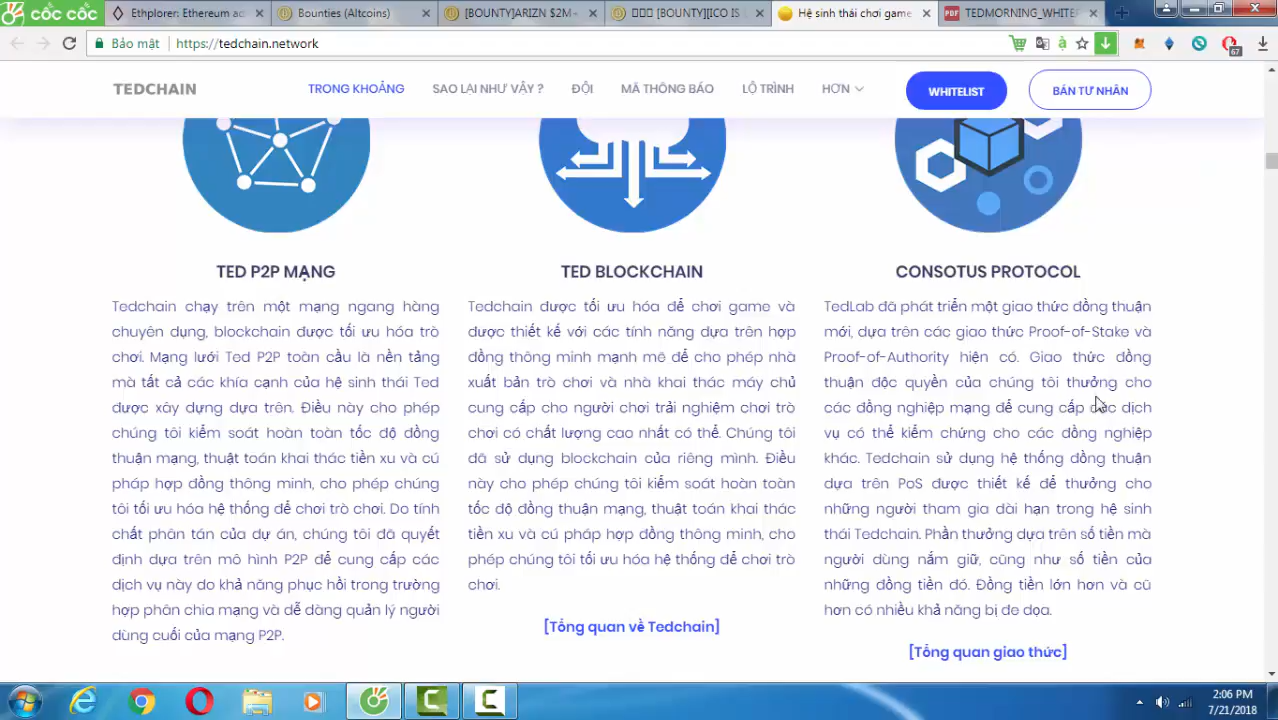 cốc cốc
Ethplorer: Ethereum ad
Bounties (Altcoins)
[BOUNTY]ARIZN $2M+
[BOUNTY][ICO IS
Hệ sinh thái chơi game
PDF TEDMORNING_WHITEP
Bảo mật
https://tedchain.network
67
TEDCHAIN
TRONG KHOẢNG
SAO LẠI NHƯ VẬY ?
ĐỘI
MÃ THÔNG BÁO
LỘ TRÌNH
HƠN
WHITELIST
BÁN TƯ NHÂN
TED P2P MẠNG
Tedchain chạy trên một mạng ngang hàng
chuyên dụng, blockchain được tối ưu hóa trò
chơi. Mạng lưới Ted P2P toàn cầu là nền tảng
mà tất cả các khía cạnh của hệ sinh thái Ted
được xây dựng dựa trên. Điều này cho phép
chúng tôi kiểm soát hoàn toàn tốc độ đồng
thuận mạng, thuật toán khai thác tiền xu và cú
pháp hợp đồng thông minh, cho phép chúng
tôi tối ưu hóa hệ thống để chơi trò chơi. Do tính
chất phân tán của dự án, chúng tôi đã quyết
định dựa trên mô hình P2P để cung cấp các
dịch vụ này do khả năng phục hồi trong trường
hợp phân chia mạng và dễ dàng quản lý người
dùng cuối của mạng P2P.
TED BLOCKCHAIN
Tedchain được tối ưu hóa để chơi game và
được thiết kế với các tính năng dựa trên hợp
đồng thông minh mạnh mẽ để cho phép nhà
xuất bản trò chơi và nhà khai thác máy chủ
cung cấp cho người chơi trải nghiệm chơi trò
chơi có chất lượng cao nhất có thể. Chúng tôi
đã sử dụng blockchain của riêng mình. Điều
này cho phép chúng tôi kiểm soát hoàn toàn
tốc độ đồng thuận mạng, thuật toán khai thác
tiền xu và cú pháp hợp đồng thông minh, cho
phép chúng tôi tối ưu hóa hệ thống để chơi trò
chơi.
[Tổng quan về Tedchain]
CONSOTUS PROTOCOL
TedLab đã phát triển một giao thức đồng thuận
mới, dựa trên các giao thức Proof-of-Stake và
Proof-of-Authority hiện có. Giao thức đồng
thuận độc quyền của chúng tôi thưởng cho
các đồng nghiệp mạng để cung cấp các dịch
vụ có thể kiểm chứng cho các đồng nghiệp
khác. Tedchain sử dụng hệ thống đồng thuận
dựa trên PoS được thiết kế để thưởng cho
những người tham gia dài hạn trong hệ sinh
thái Tedchain. Phần thưởng dựa trên số tiền mà
người dùng nắm giữ, cũng như số tiền của
những đồng tiền đó. Đồng tiền lớn hơn và cũ
hơn có nhiều khả năng bị đe dọa.
[Tổng quan giao thức]
2:06 PM
7/21/2018